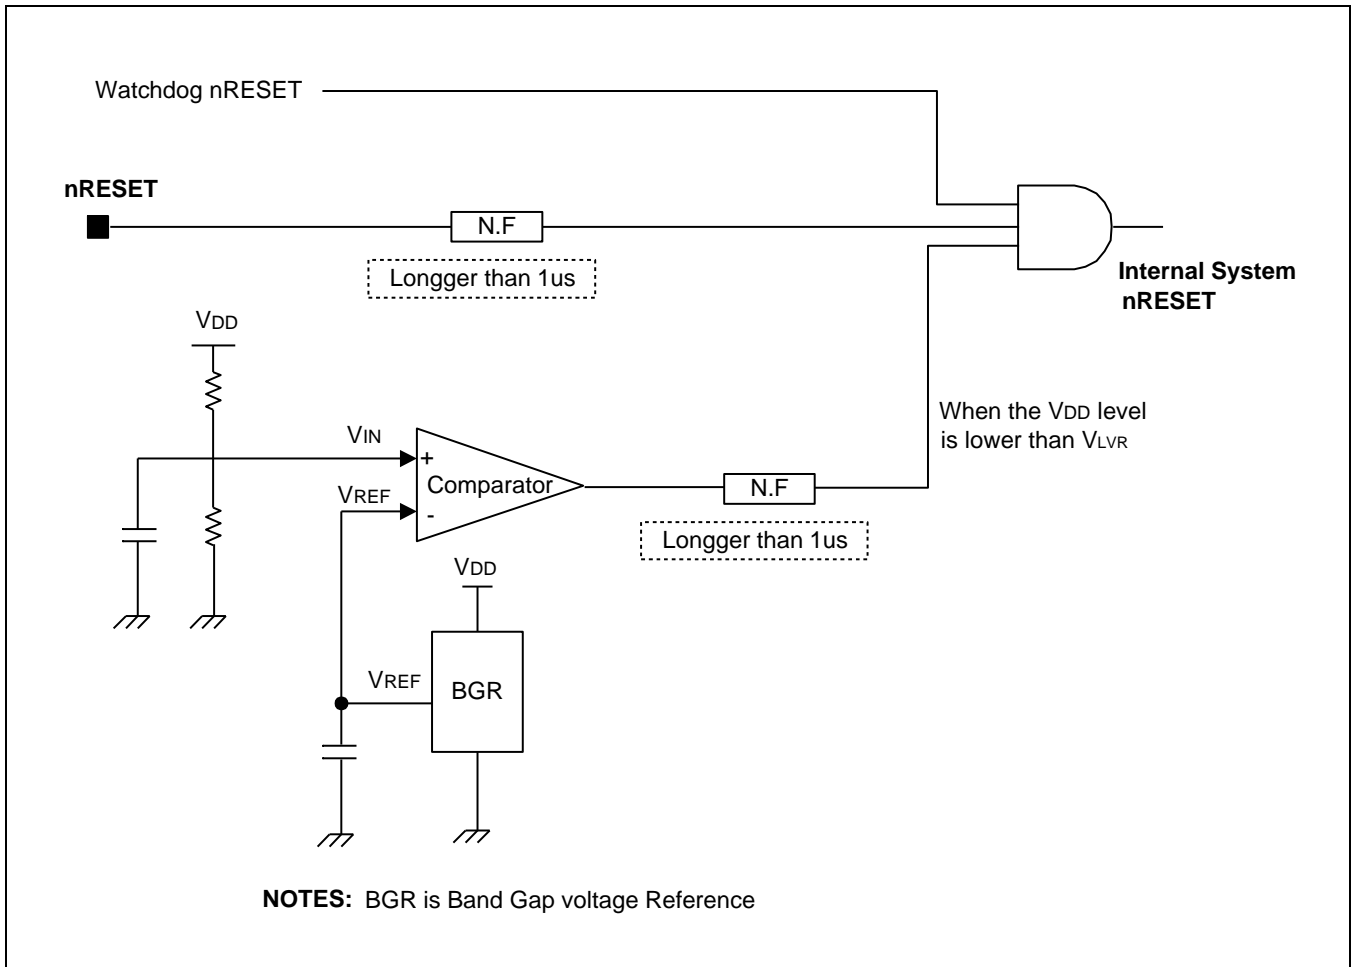 Watchdog nRESET
nRESET
N.F
Longger than 1us
Internal System
nRESET
VDD
When the VDD level
is lower than VLVR
VIN
+
Comparator
VREF
-
N.F
Longger than 1us
VDD
VREF
BGR
NOTES: BGR is Band Gap voltage Reference